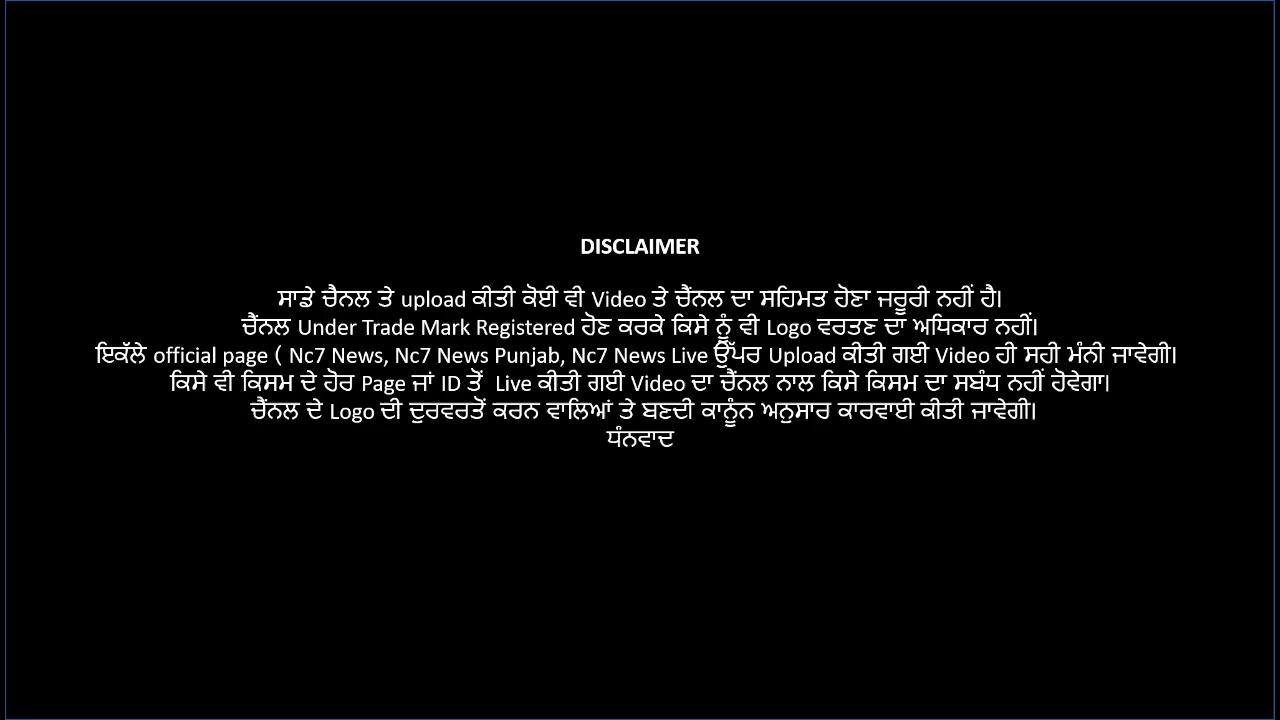 DISCLAIMER
ਸਾਡੇ ਚੈਨਲ ਤੇ upload ਕੀਤੀ ਕੋਈ ਵੀ Video ਤੇ ਚੈਂਨਲ ਦਾ ਸਹਿਮਤ ਹੋਣਾ ਜਰੂਰੀ ਨਹੀਂ ਹੈ।
ਚੈਂਨਲ Under Trade Mark Registered ਹੋਣ ਕਰਕੇ ਕਿਸੇ ਨੂੰ ਵੀ Logo ਵਰਤਣ ਦਾ ਅਧਿਕਾਰ ਨਹੀਂ।
ਇਕੱਲੇ official page ( Nc7 News, Nc7 News Punjab, Nc7 News Live ਉੱਪਰ Upload ਕੀਤੀ ਗਈ Video ਹੀ ਸਹੀ ਮੰਨੀ ਜਾਵੇਗੀ।
ਕਿਸੇ ਵੀ ਕਿਸਮ ਦੇ ਹੋਰ Page ਜਾਂ ID ਤੋਂ Live ਕੀਤੀ ਗਈ Video ਦਾ ਚੈਂਨਲ ਨਾਲ ਕਿਸੇ ਕਿਸਮ ਦਾ ਸਬੰਧ ਨਹੀਂ ਹੋਵੇਗਾ।
ਚੈਂਨਲ ਦੇ Logo ਦੀ ਦੁਰਵਰਤੋਂ ਕਰਨ ਵਾਲਿਆਂ ਤੇ ਬਣਦੀ ਕਾਨੂੰਨ ਅਨੁਸਾਰ ਕਾਰਵਾਈ ਕੀਤੀ ਜਾਵੇਗੀ।
ਧੰਨਵਾਦ